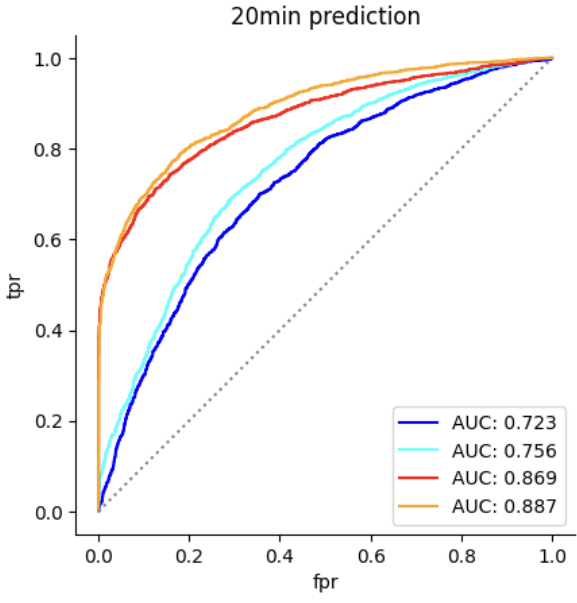 20min prediction
1.0
0.8
0.6
0.4
0.2
0.0
tpr
AUC: 0.723
AUC: 0.756
AUC: 0.869
AUC: 0.887
0.0 0.2 0.4 0.6 0.8 1.0
fpr